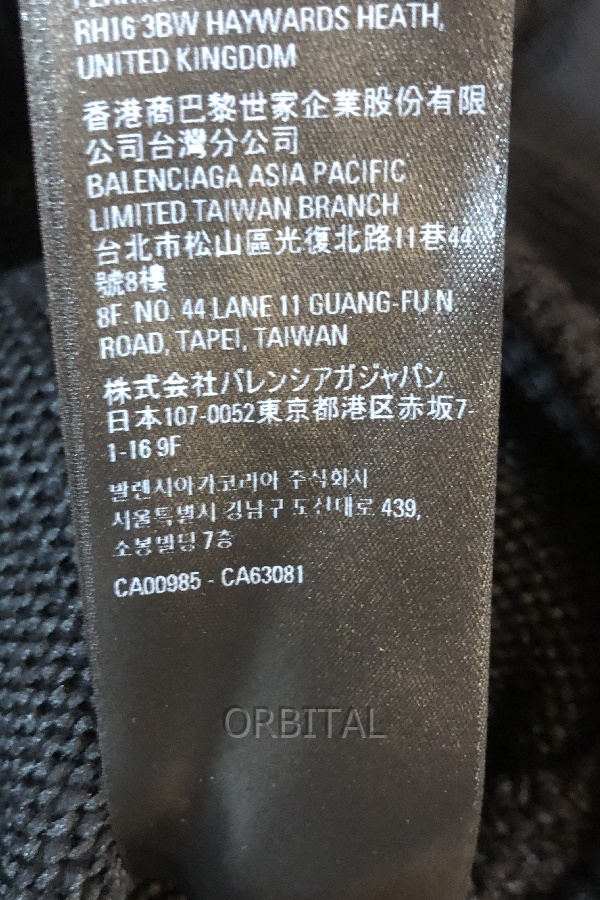 RH16 3BW HAYWARDS HEATH,
UNITED KINGDOM
香港商巴黎世家企業股份有限
公司台灣分公司
BALENCIAGA ASIA PACIFIC
LIMITED TAIWAN BRANCH
台北市松山區光復北路11巷44
號8樓
8F. NO. 44 LANE 11 GUANG-FU N
ROAD, TAPEI, TAIWAN
株式会社バレンシアガジャパン
日本107-0052東京都港区赤坂7-
1-16 9F
발렌시아가코리아 주식회사
서울특별시 강남구 도산대로 439,
소봉빌딩 7층
CA00985 - CA63081
ORBITAL